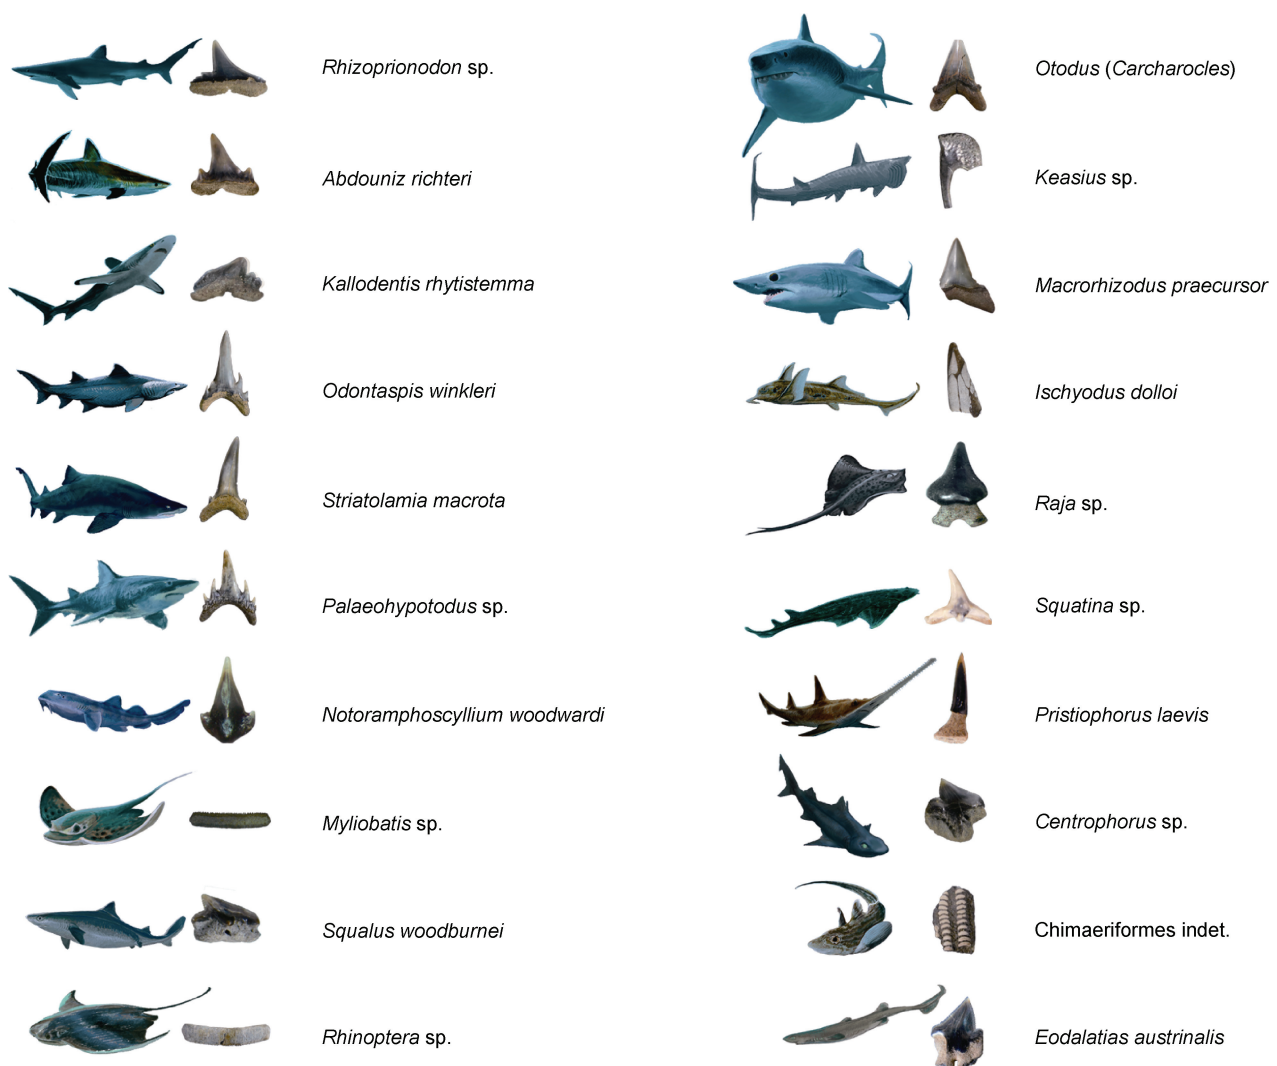 Rhizoprionodon sp.
Abdouniz richteri
Kallodentis rhytistemma
Odontaspis winkleri
Striatolamia macrota
Palaeohypotodus sp.
Notoramphoscyllium woodwardi
Myliobatis sp.
Squalus woodburnei
Rhinoptera sp.
Otodus (Carcharocles)
Keasius sp.
Macrorhizodus praecursor
Ischyodus dolloi
Raja sp.
Squatina sp.
Pristiophorus laevis
Centrophorus sp.
Chimaeriformes indet.
Eodalatias austrinalis